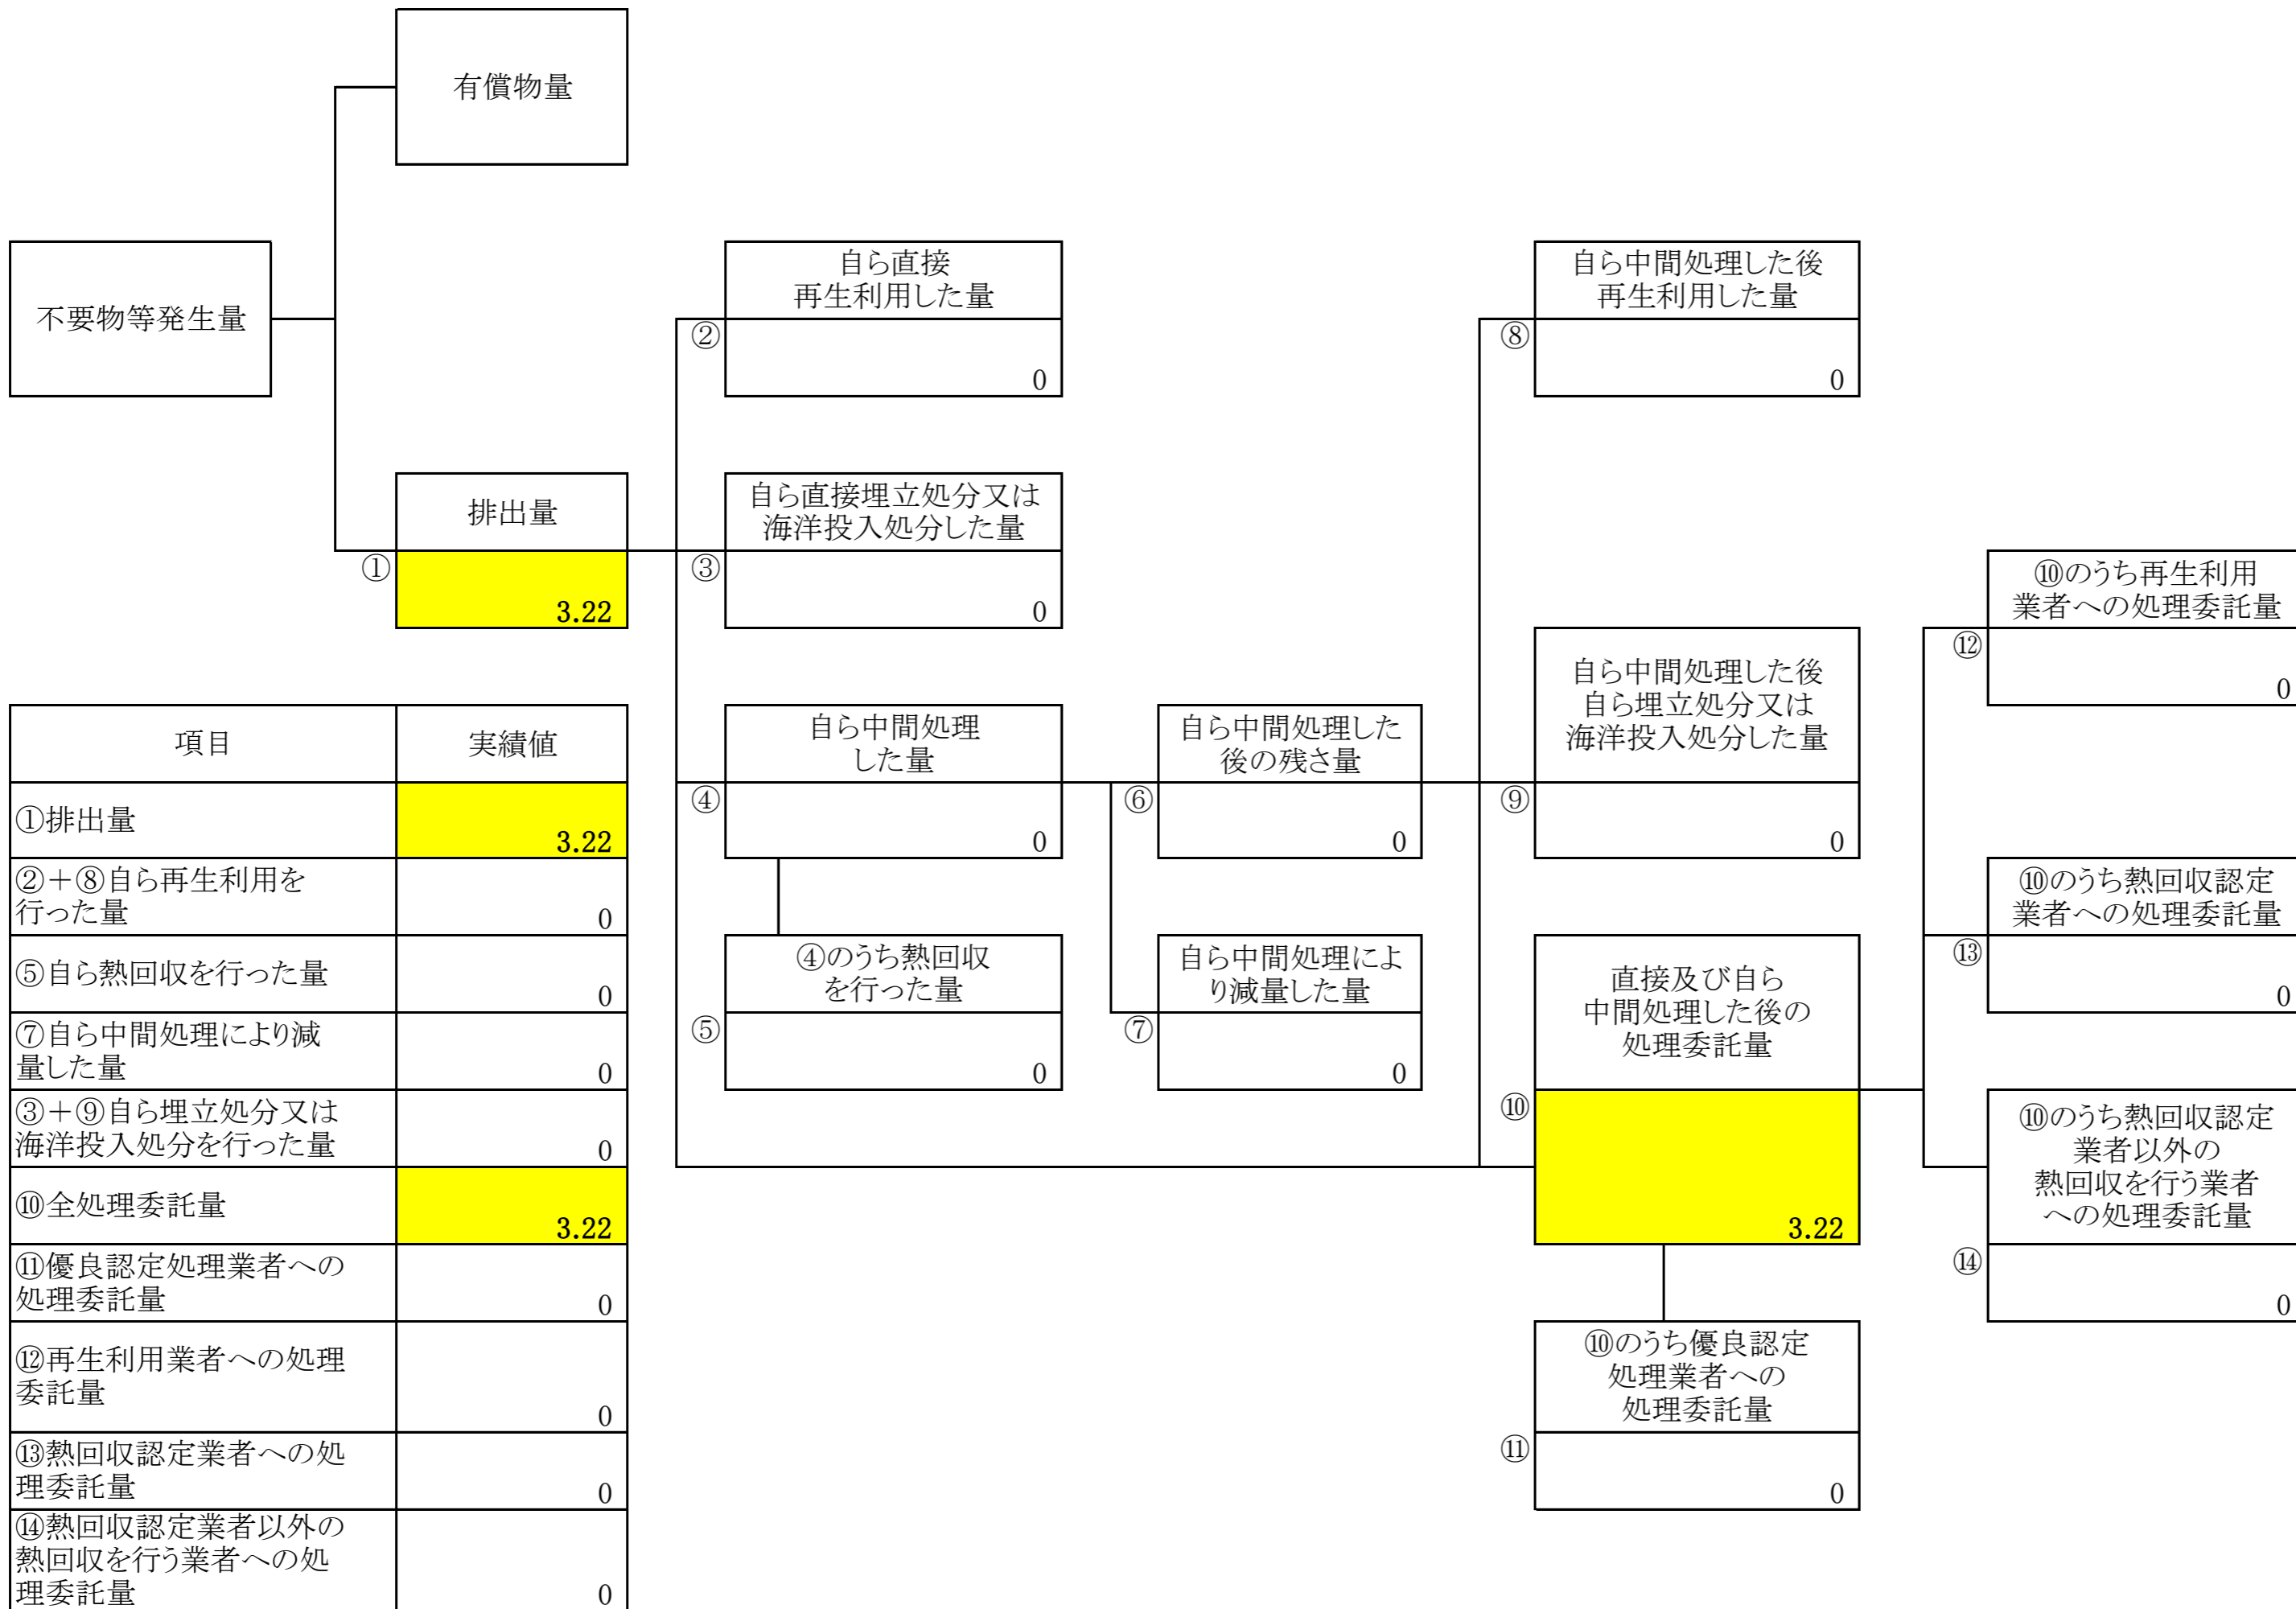 有償物量
不要物等発生量
自ら直接
再生利用した量
②
0
自ら中間処理した後
再生利用した量
⑧
0
排出量
①
3.22
自ら直接埋立処分又は
海洋投入処分した量
③
0
⑩のうち再生利用
業者への処理委託量
⑫
0
自ら中間処理
した量
④
0
自ら中間処理した
後の残さ量
⑥
0
自ら中間処理した後
自ら埋立処分又は
海洋投入処分した量
⑨
0
④のうち熱回収
を行った量
⑤
0
自ら中間処理によ
り減量した量
⑦
0
直接及び自ら
中間処理した後の
処理委託量
⑩
3.22
⑩のうち熱回収認定
業者への処理委託量
⑬
0
⑩のうち熱回収認定
業者以外の
熱回収を行う業者
への処理委託量
⑭
0
⑩のうち優良認定
処理業者への
処理委託量
⑪
0
項目
実績値
①排出量
3.22
②+⑧自ら再生利用を
行った量
0
⑤自ら熱回収を行った量
0
⑦自ら中間処理により減
量した量
0
③+⑨自ら埋立処分又は
海洋投入処分を行った量
0
⑩全処理委託量
3.22
⑪優良認定処理業者への
処理委託量
0
⑫再生利用業者への処理
委託量
0
⑬熱回収認定業者への処
理委託量
0
⑭熱回収認定業者以外の
熱回収を行う業者への処
理委託量
0